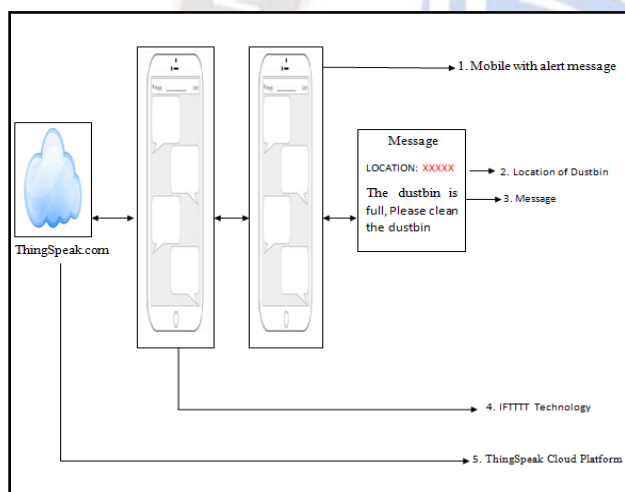 1. Mobile with alert message
Message
LOCATION: XXXXX
The dustbin is
full, Please clean
the dustbin
2. Location of Dustbin
3. Message
ThingSpeak.com
4. IFTTTT Technology
5. ThingSpeak Cloud Platform